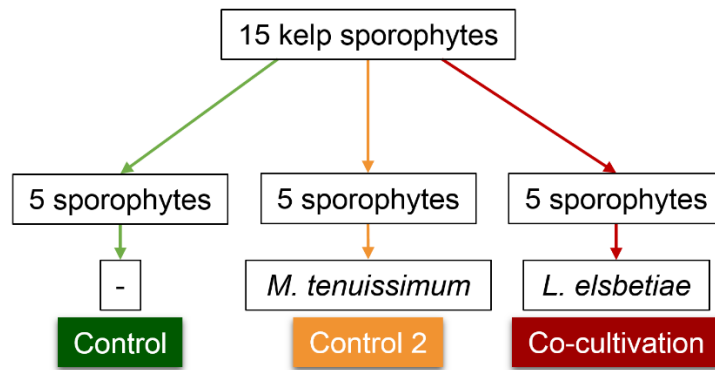 15 kelp sporophytes
5 sporophytes
5 sporophytes
5 sporophytes
-
M. tenuissimum
L. elsbetiae
Control
Control 2
Co-cultivation